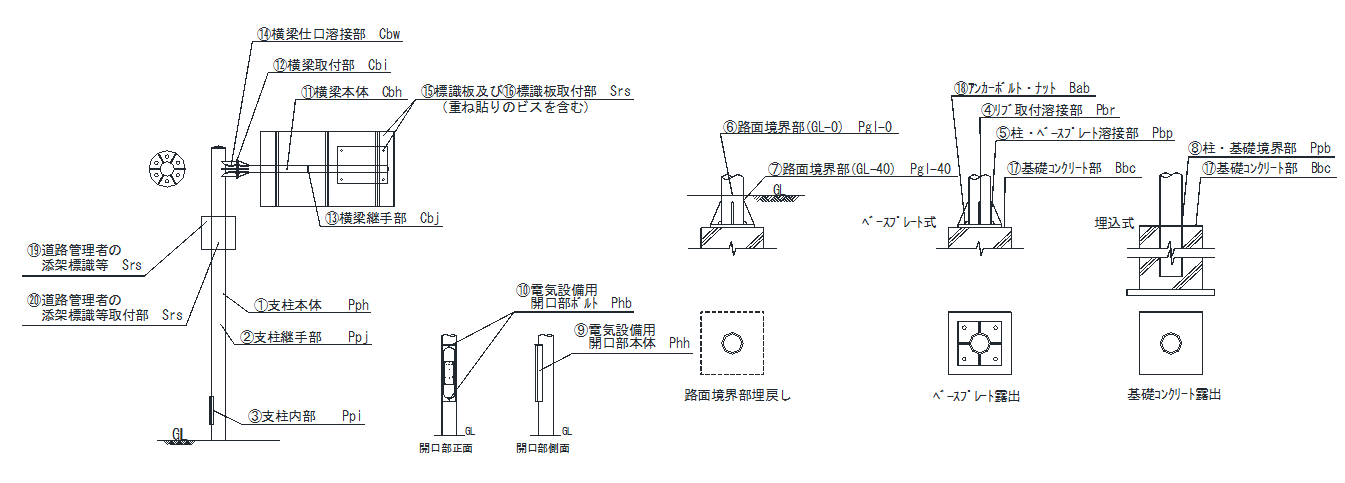 ⑭横梁仕口溶接部 Cbw
⑫横梁取付部 Cbi
⑪横梁本体 Cbh
⑮標識板及び⑯標識板取付部 Srs
(重ね貼りのビスを含む)
⑬横梁継手部 Cbj
⑲道路管理者の
添架標識等 Srs
⑳道路管理者の
添架標識等取付部 Srs
①支柱本体 Pph
②支柱継手部 Ppj
③支柱内部 Ppi
GL
⑩電気設備用
開口部ボルト Phb
⑨電気設備用
開口部本体 Phh
GL
GL
開口部正面
開口部側面
⑥路面境界部(GL-0) Pgl-0
⑦路面境界部(GL-40) Pgl-40
GL
路面境界部埋戻し
⑱アンカーボルト・ナット Bab
④リブ取付溶接部 Pbr
⑤柱・ベースプレート溶接部 Pbp
⑰基礎コンクリート部 Bbc
ベースプレート式
ベースプレート露出
⑧柱・基礎境界部 Ppb
⑰基礎コンクリート部 Bbc
埋込式
基礎コンクリート露出